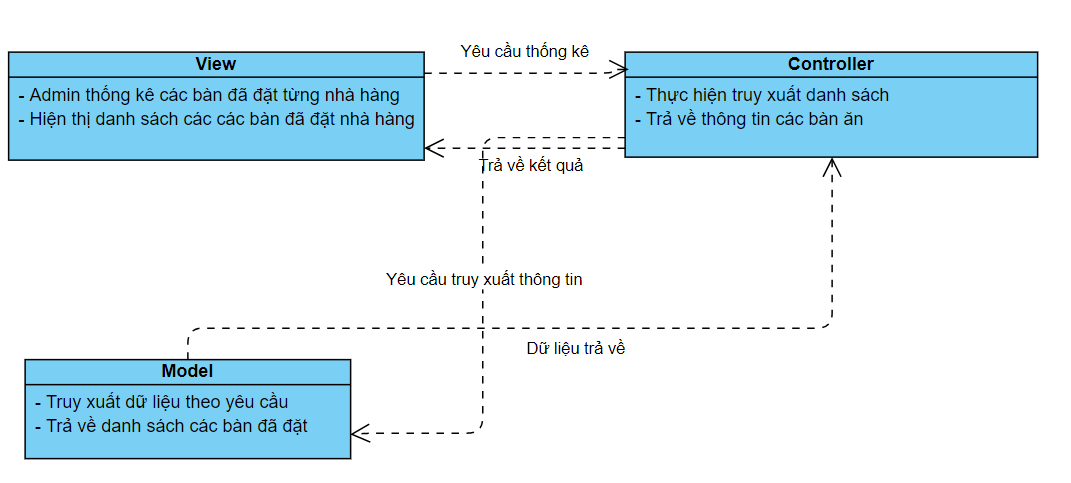 Yêu cầu thống kê
View
- Admin thống kê các bàn đã đặt từng nhà hàng
- Hiện thị danh sách các các bàn đã đặt nhà hàng
Controller
- Thực hiện truy xuất danh sách
- Trả về thông tin các bàn ăn
Trả về kết quả
Yêu cầu truy xuất thông tin
Dữ liệu trả về
Model
- Truy xuất dữ liệu theo yêu cầu
- Trả về danh sách các bàn đã đặt